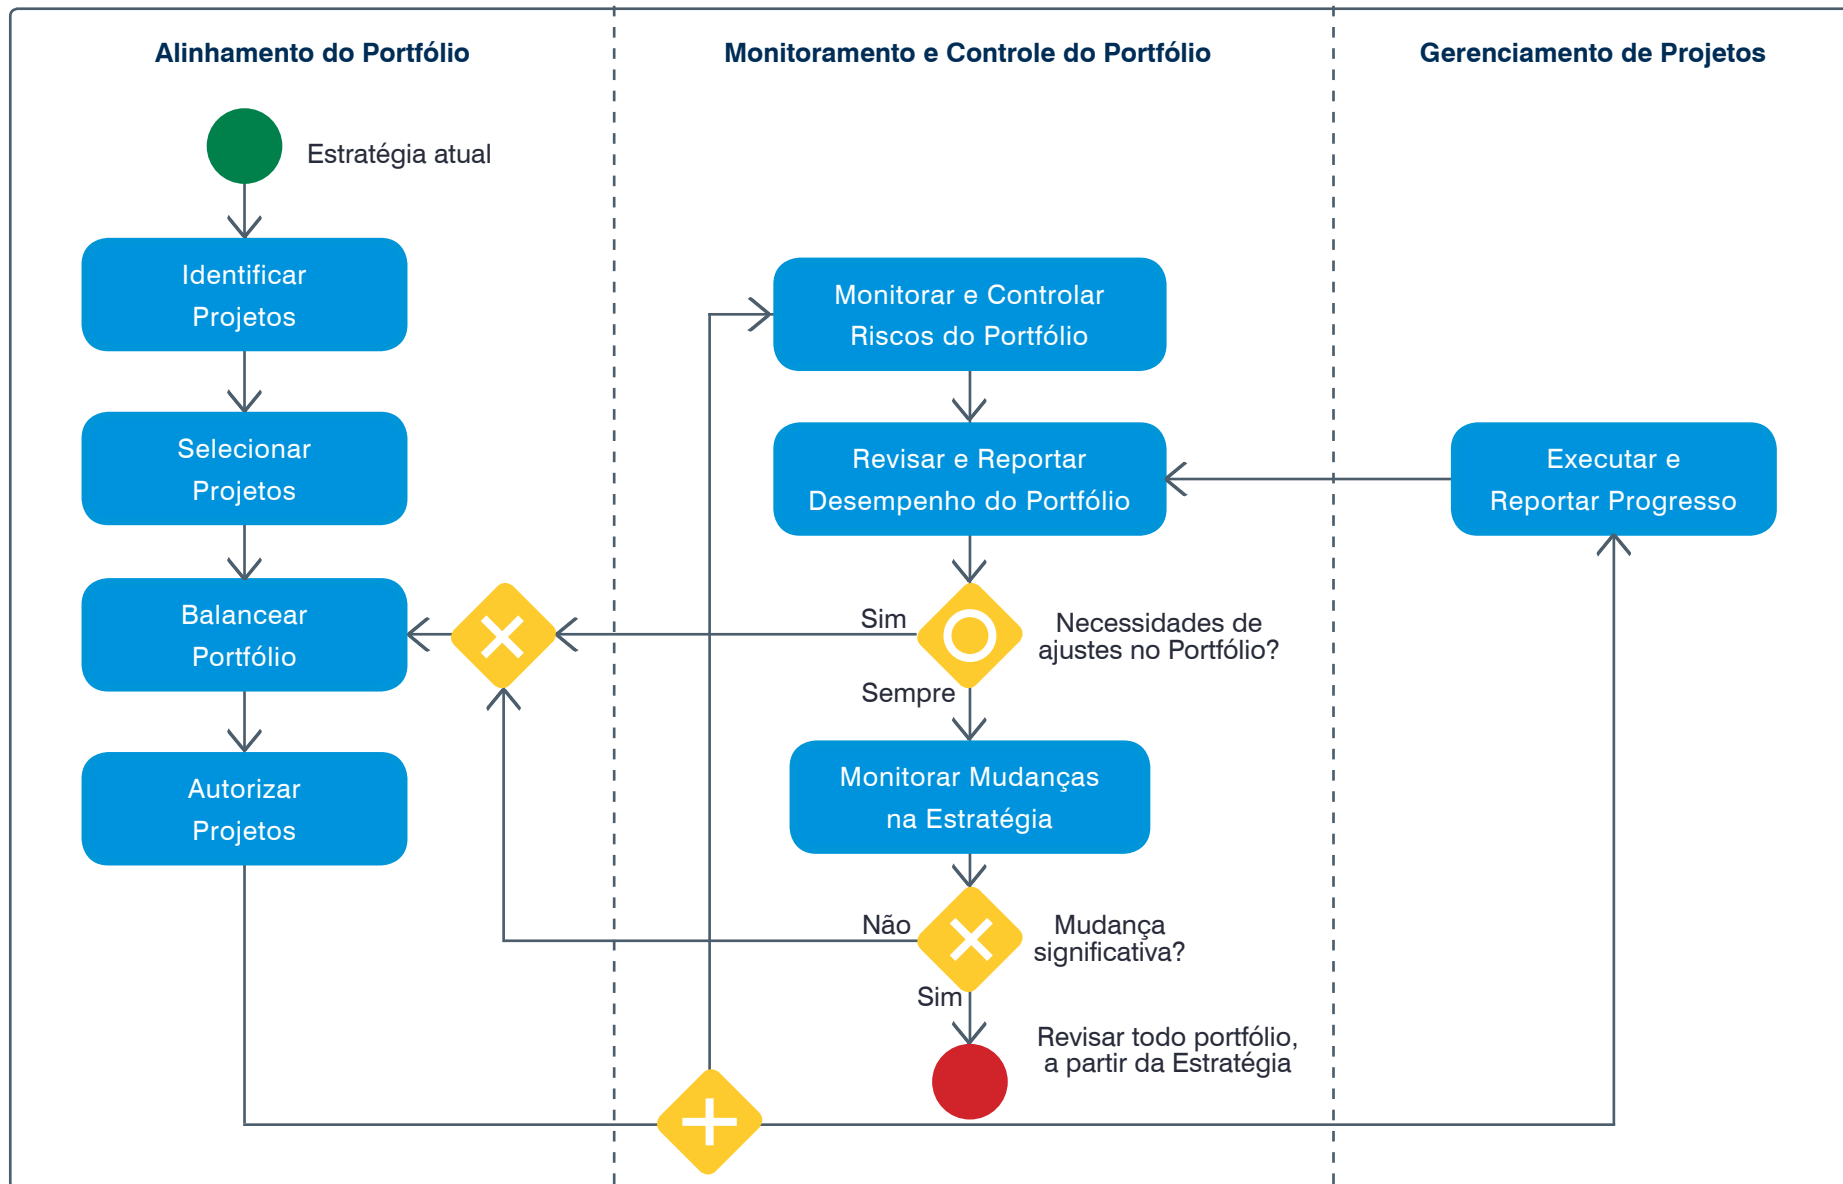 Alinhamento do Portfólio
Monitoramento e Controle do Portfólio
Gerenciamento de Projetos
Estratégia atual
Identificar
Projetos
Selecionar
Projetos
Balancear
Portfólio
Autorizar
Projetos
Monitorar e Controlar
Riscos do Portfólio
Revisar e Reportar
Desempenho do Portfólio
Sim
Necessidades de
ajustes no Portfólio?
Sempre
Monitorar Mudanças
na Estratégia
Não
Mudança
significativa?
Sim
Revisar todo portfólio,
a partir da Estratégia
Executar e
Reportar Progresso